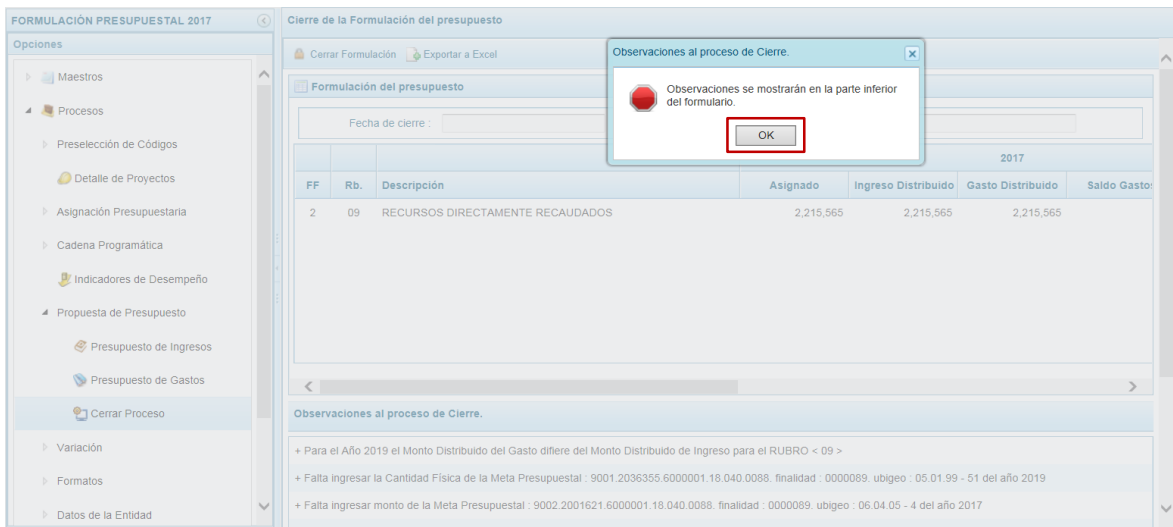 FORMULACIÓN PRESUPUESTAL 2017
Opciones
Maestros
Procesos
Preselección de Códigos
Detalle de Proyectos
Asignación Presupuestaria
Cadena Programática
Indicadores de Desempeño
Propuesta de Presupuesto
Presupuesto de Ingresos
Presupuesto de Gastos
Cerrar Proceso
Variación
Formatos
Datos de la Entidad
Cierre de la Formulación del presupuesto
Cerrar Formulación Exportar a Excel
Formulación del presupuesto
Fecha de cierre :
Observaciones al proceso de Cierre.
Observaciones se mostrarán en la parte inferior
del formulario.
OK
2017
FF Rb. Descripción Asignado Ingreso Distribuido Gasto Distribuido Saldo Gastos
2 09 RECURSOS DIRECTAMENTE RECAUDADOS 2,215,565 2,215,565 2,215,565
Observaciones al proceso de Cierre.
+ Para el Año 2019 el Monto Distribuido del Gasto difiere del Monto Distribuido de Ingreso para el RUBRO < 09 >
+ Falta ingresar la Cantidad Física de la Meta Presupuestal : 9001.2036355.6000001.18.040.0088. finalidad : 0000089. ubigeo : 05.01.99 - 51 del año 2019
+ Falta ingresar monto de la Meta Presupuestal : 9002.2001621.6000001.18.040.0088. finalidad : 0000089. ubigeo : 06.04.05 - 4 del año 2017